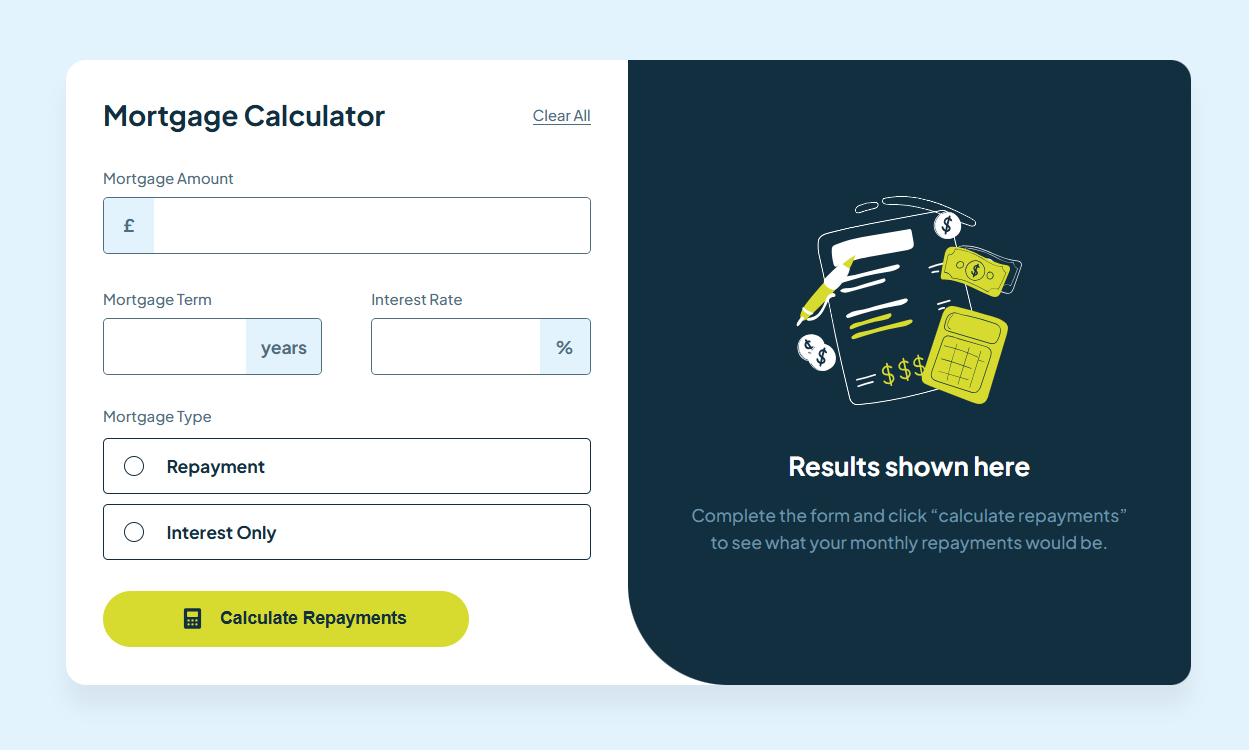 Mortgage Calculator
Clear All
Mortgage Amount
£
Mortgage Term
Interest Rate
years
%
Mortgage Type
Repayment
Interest Only
Calculate Repayments
$
$
$
$
$ $ $
Results shown here
Complete the form and click “calculate repayments”
to see what your monthly repayments would be.